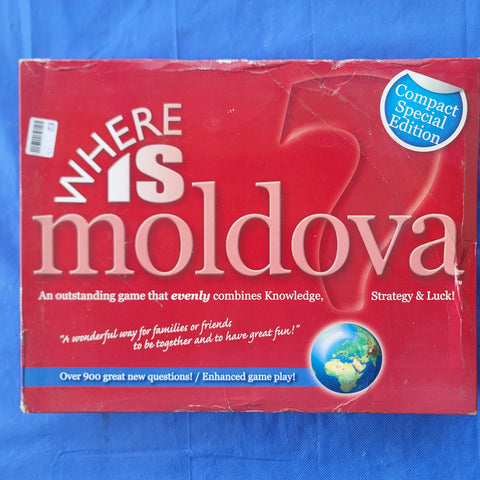 Compact
Special
Edition
WHERE
IS
moldova
An outstanding game that evenly combines Knowledge, Strategy & Luck!
"A wonderful way for families or friends
to be together and to have great fun!"
Over 900 great new questions! / Enhanced game play!